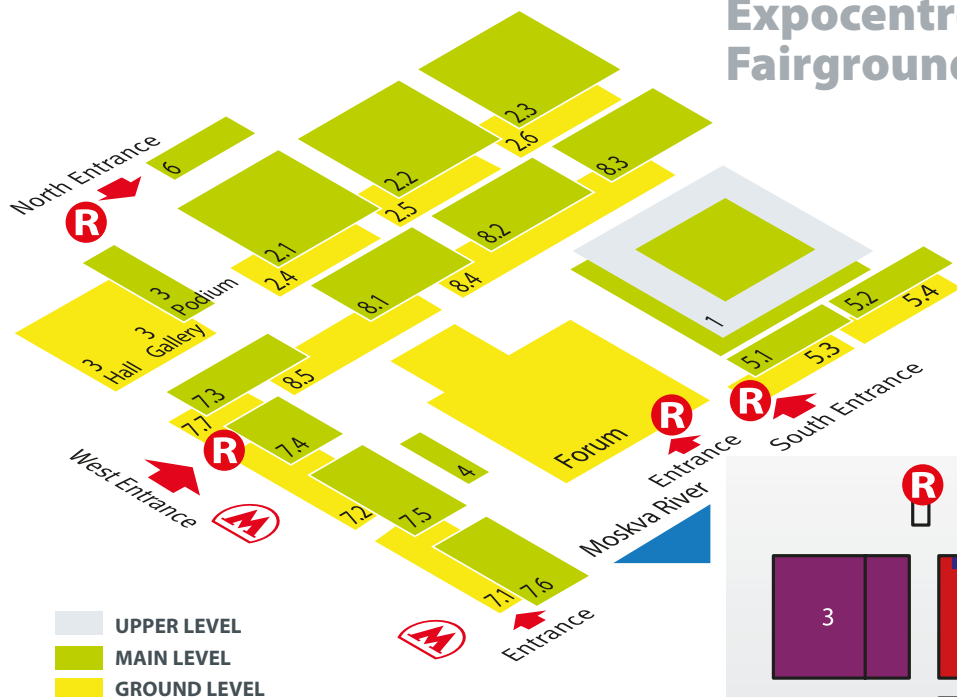 Expocentre
Fairground
2.3
2.6
8.3
North Entrance
6
R
2.2
2.5
8.2
2.1
2.4
8.4
8.1
3
Podium
3
Gallery
3
Hall
8.5
1
5.2
5.4
5.1
5.3
R
R
South Entrance
7.3
7.7
R
7.4
West Entrance
M
4
Forum
Entrance
7.2
7.5
Moskva River
7.1
7.6
M
Entrance
R
3
UPPER LEVEL
MAIN LEVEL
GROUND LEVEL